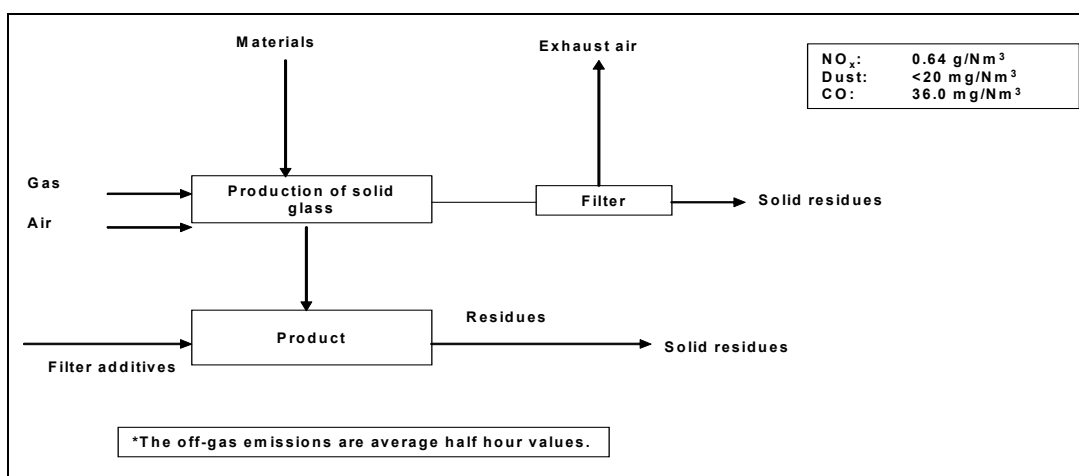 Materials
Exhaust air
NOx: 0.64 g/Nm³
Dust: <20 mg/Nm³
CO: 36.0 mg/Nm³
Gas
Air
Production of solid
glass
Filter
Solid residues
Residues
Product
Filter additives
Solid residues
*The off-gas emissions are average half hour values.